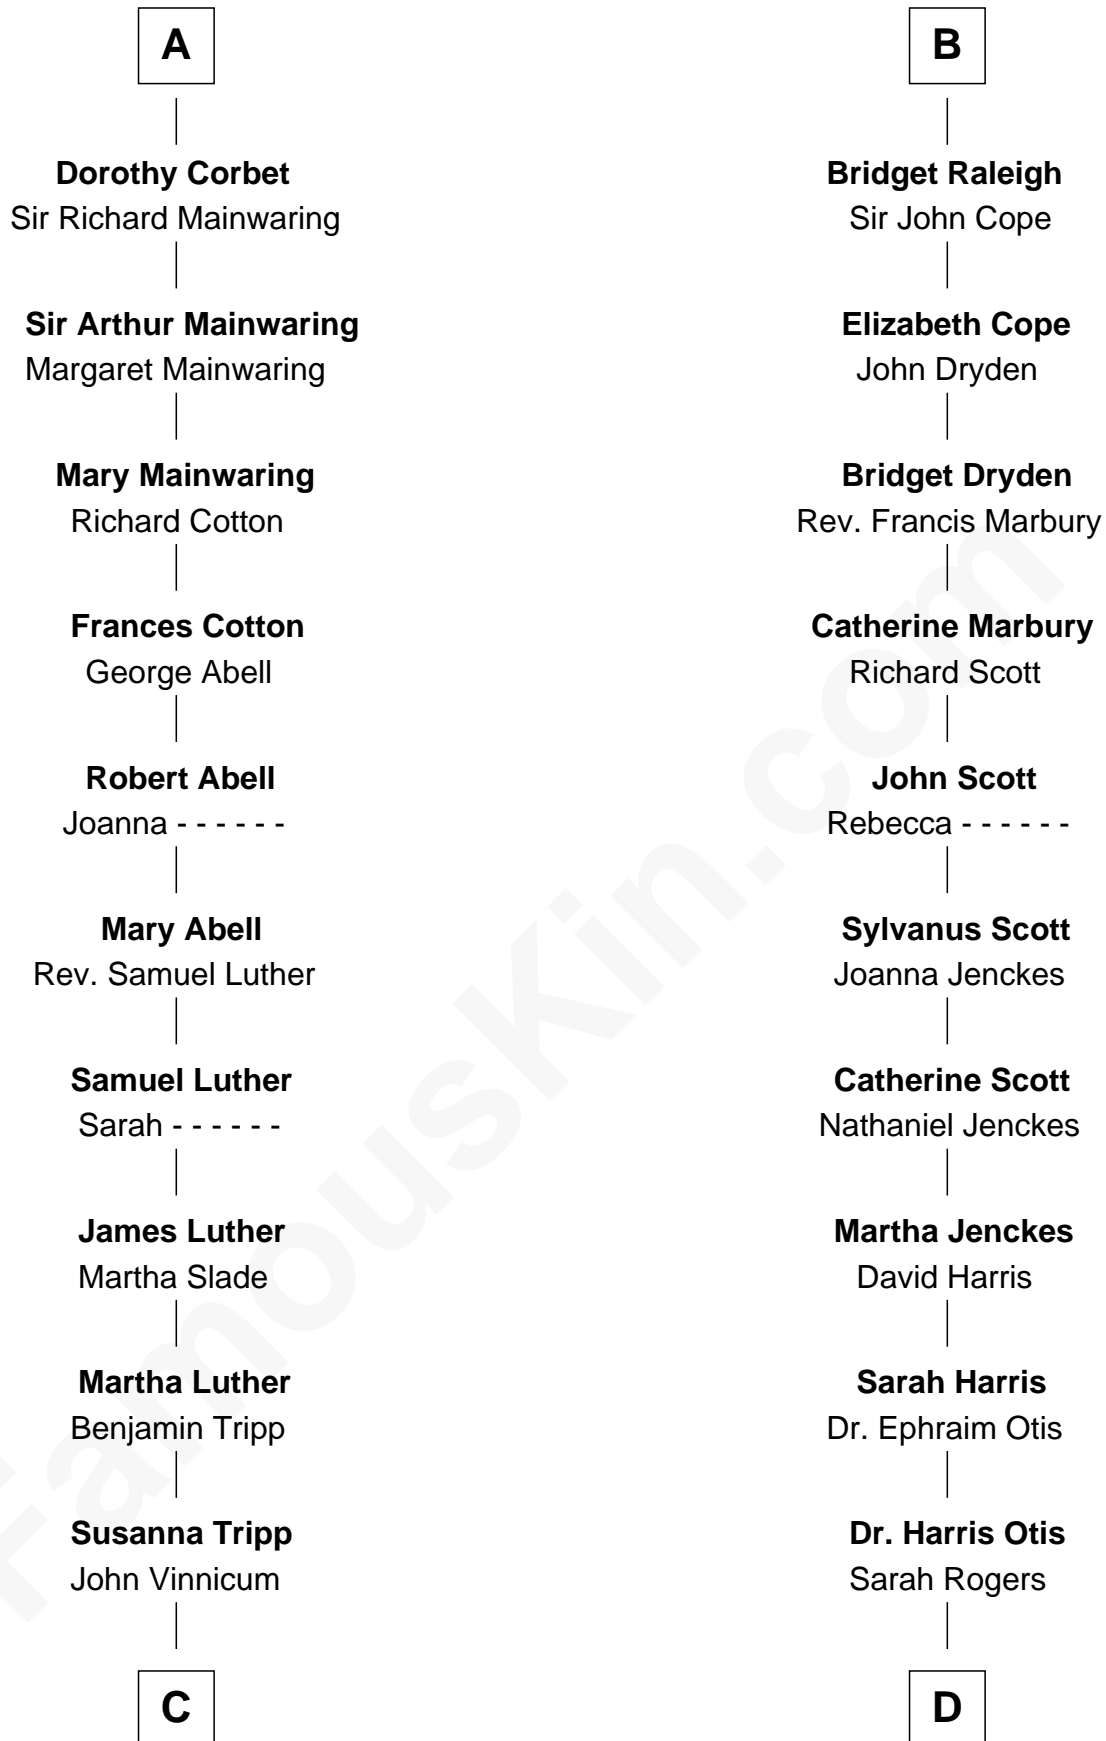 A
Dorothy Corbet
Sir Richard Mainwaring
Sir Arthur Mainwaring
Margaret Mainwaring
Mary Mainwaring
Richard Cotton
Frances Cotton
George Abell
Robert Abell
Joanna - - - - - -
Mary Abell
Rev. Samuel Luther
Samuel Luther
Sarah - - - - - -
James Luther
Martha Slade
Martha Luther
Benjamin Tripp
Susanna Tripp
John Vinnicum
C
B
Bridget Raleigh
Sir John Cope
Elizabeth Cope
John Dryden
Bridget Dryden
Rev. Francis Marbury
Catherine Marbury
Richard Scott
John Scott
Rebecca - - - - - -
Sylvanus Scott
Joanna Jenckes
Catherine Scott
Nathaniel Jenckes
Martha Jenckes
David Harris
Sarah Harris
Dr. Ephraim Otis
Dr. Harris Otis
Sarah Rogers
D
FamousKin.com